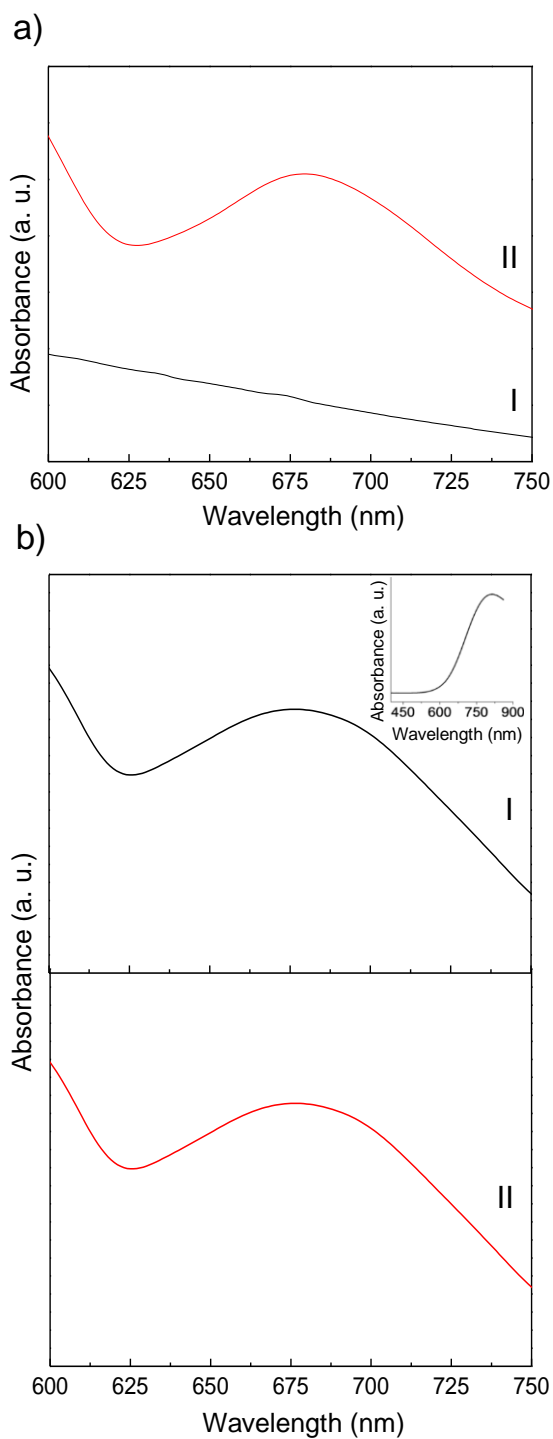 a)
Absorbance (a. u.)
II
I
600 625 650 675 700 725 750
Wavelength (nm)
b)
Absorbance (a. u.)
Absorbance (a. u.)
450 600 750 900
Wavelength (nm)
I
II
600 625 650 675 700 725 750
Wavelength (nm)